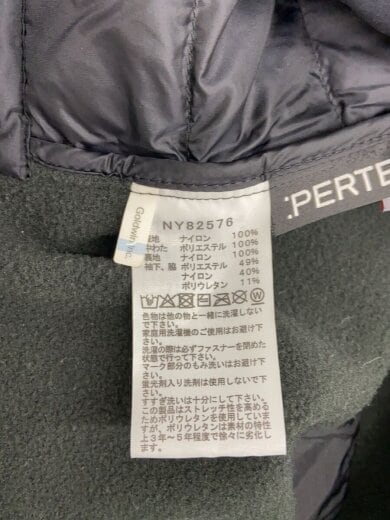 :PERTE
Goldwin Inc.
NY82576
表地 ナイロン 100%
中わた ポリエステル 100%
裏地 ナイロン 100%
袖下、脇 ポリエステル 49%
ナイロン 40%
ポリウレタン 11%
色物は他の物と一緒に洗濯しない
で下さい。
家庭用洗濯機のご使用はお避け下
さい。
洗濯の際は必ずファスナーを閉めた
状態で行って下さい。
マーク部分のもみ洗いはお避け下
さい。
蛍光剤入り洗剤は使用しないで下
さい。
すすぎ洗いは十分にして下さい。
この製品はストレッチ性を高める
ためポリウレタンを使用していま
すが、ポリウレタンは素材の特性
上3年～5年程度で徐々に劣化し
ます。